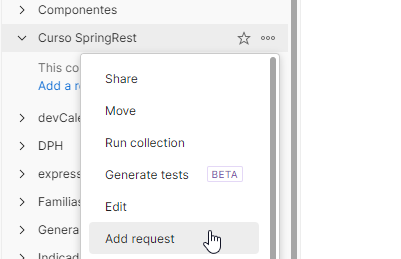 Componentes
Curso SpringRest
This co
Add a r
Share
Move
Run collection
Generate tests BETA
Edit
Add request
devCale
DPH
express
Familias
Genera
Indicad